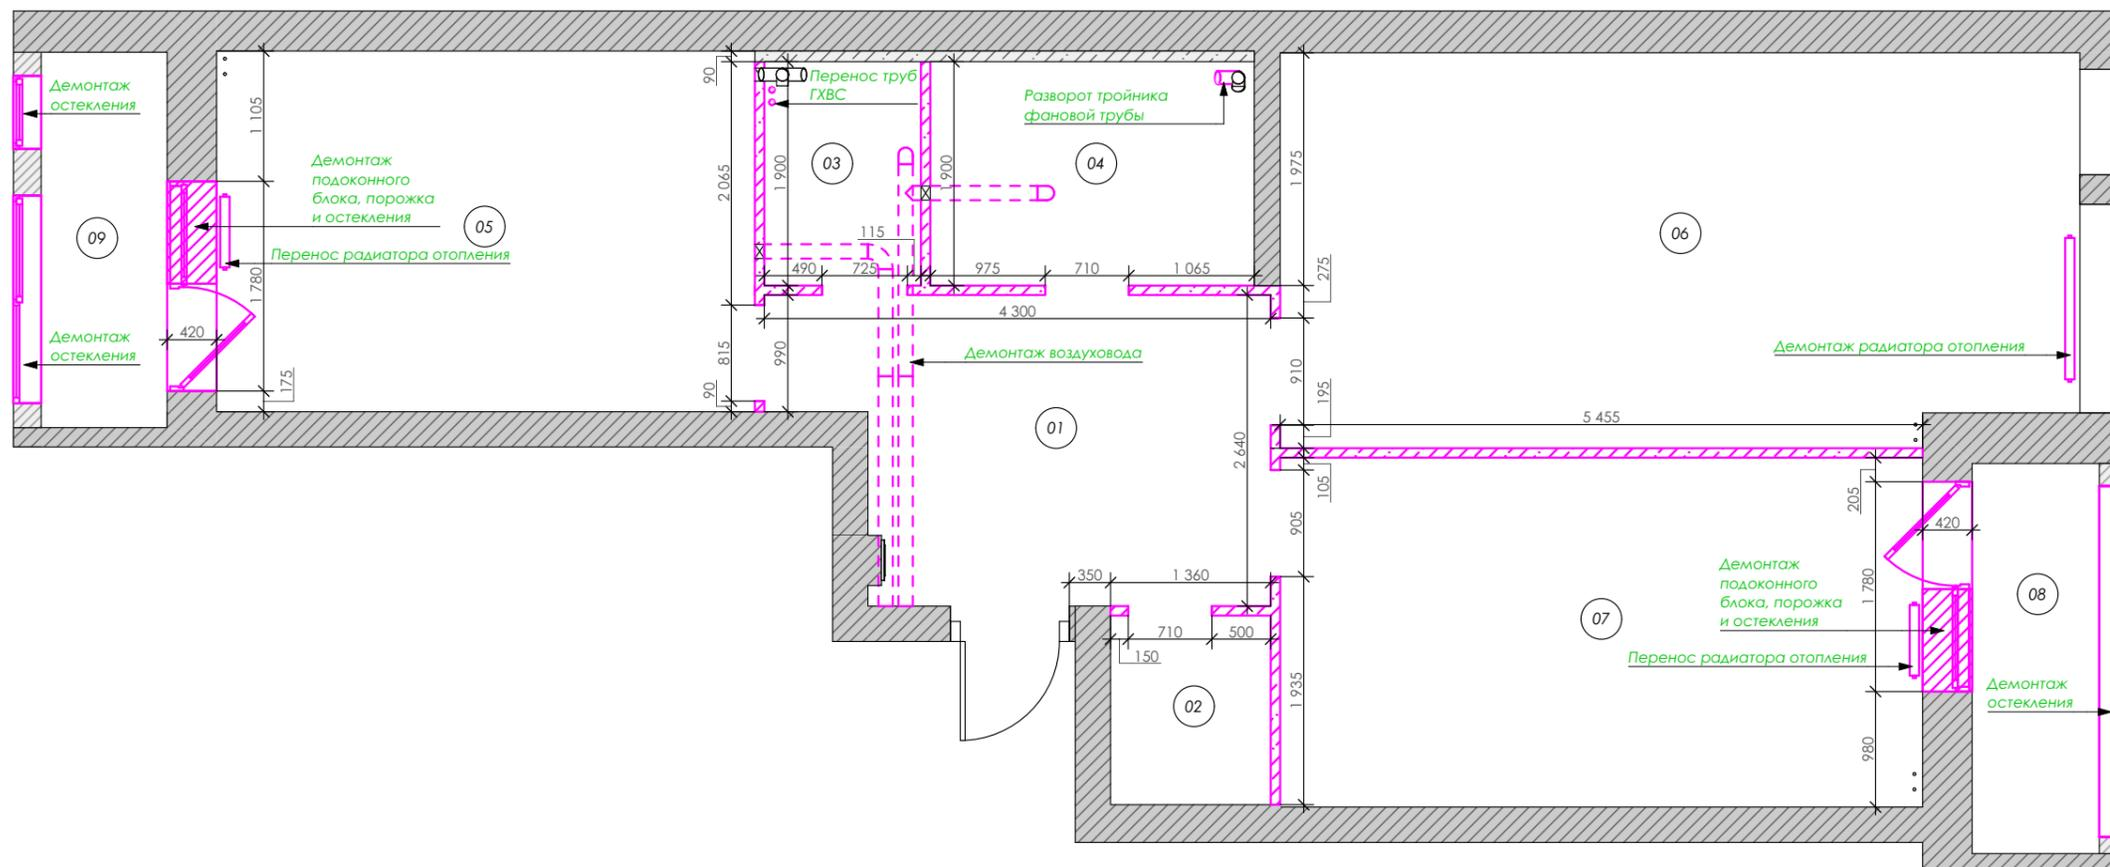 Демонтаж
остекления
09
Демонтаж
остекления
420
1 105
1 780
175
Демонтаж
подоконного
блока, порожка
и остекления
05
Перенос радиатора отопления
90
2 065
815
90
Перенос труб
ГХВС
1 900
990
03
115
490
725
975
710
1 065
4 300
1 900
Разворот тройника
фановой трубы
04
Демонтаж воздуховода
01
2 640
350
1 360
710
500
150
02
1 975
275
910
195
105
905
1 935
06
Демонтаж радиатора отопления
5 455
205
420
1 780
980
Демонтаж
подоконного
блока, порожка
и остекления
07
Перенос радиатора отопления
08
Демонтаж
остекления